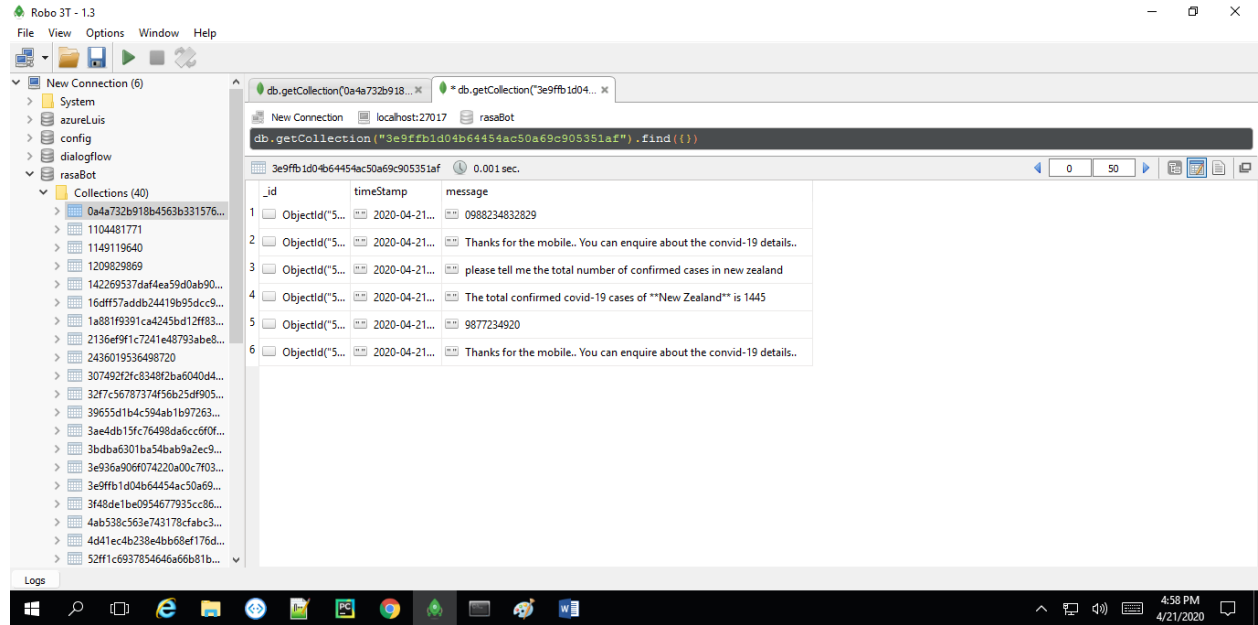 Robo 3T - 1.3
File View Options Window Help
New Connection (6)
System
azureLuis
config
dialogflow
rasaBot
Collections (40)
0a4a732b918b4563b331576...
1104481771
1149119640
1209829869
142269537daf4ea59d0ab90...
16dff57addb24419b95dcc9...
1a881f9391ca4245bd12ff83...
2136ef9f1c7241e48793abe8...
2436019536498720
307492f2fc8348f2ba6040d4...
32f7c56787374f56b25df905...
39655d1b4c594ab1b97263...
3ae4db15fc76498da6cc6f0f...
3bdba6301ba54bab9a2ec9...
3e936a906f074220a00c7f03...
3e9ffb1d04b64454ac50a69...
3f48de1be0954677935cc86...
4ab538c563e743178cfabc3...
4d41ec4b238e4bb68ef176d...
52ff1c6937854646a66b81b...
db.getCollection('0a4a732b918... * db.getCollection("3e9ffb1d04...
New Connection localhost:27017 rasaBot
db.getCollection("3e9ffb1d04b64454ac50a69c905351af").find({})
3e9ffb1d04b64454ac50a69c905351af 0.001 sec. 0 50
_id timeStamp message
1 ObjectId("5... 2020-04-21... 0988234832829
2 ObjectId("5... 2020-04-21... Thanks for the mobile.. You can enquire about the convid-19 details..
3 ObjectId("5... 2020-04-21... please tell me the total number of confirmed cases in new zealand
4 ObjectId("5... 2020-04-21... The total confirmed covid-19 cases of **New Zealand** is 1445
5 ObjectId("5... 2020-04-21... 9877234920
6 ObjectId("5... 2020-04-21... Thanks for the mobile.. You can enquire about the convid-19 details..
Logs
4:58 PM
4/21/2020